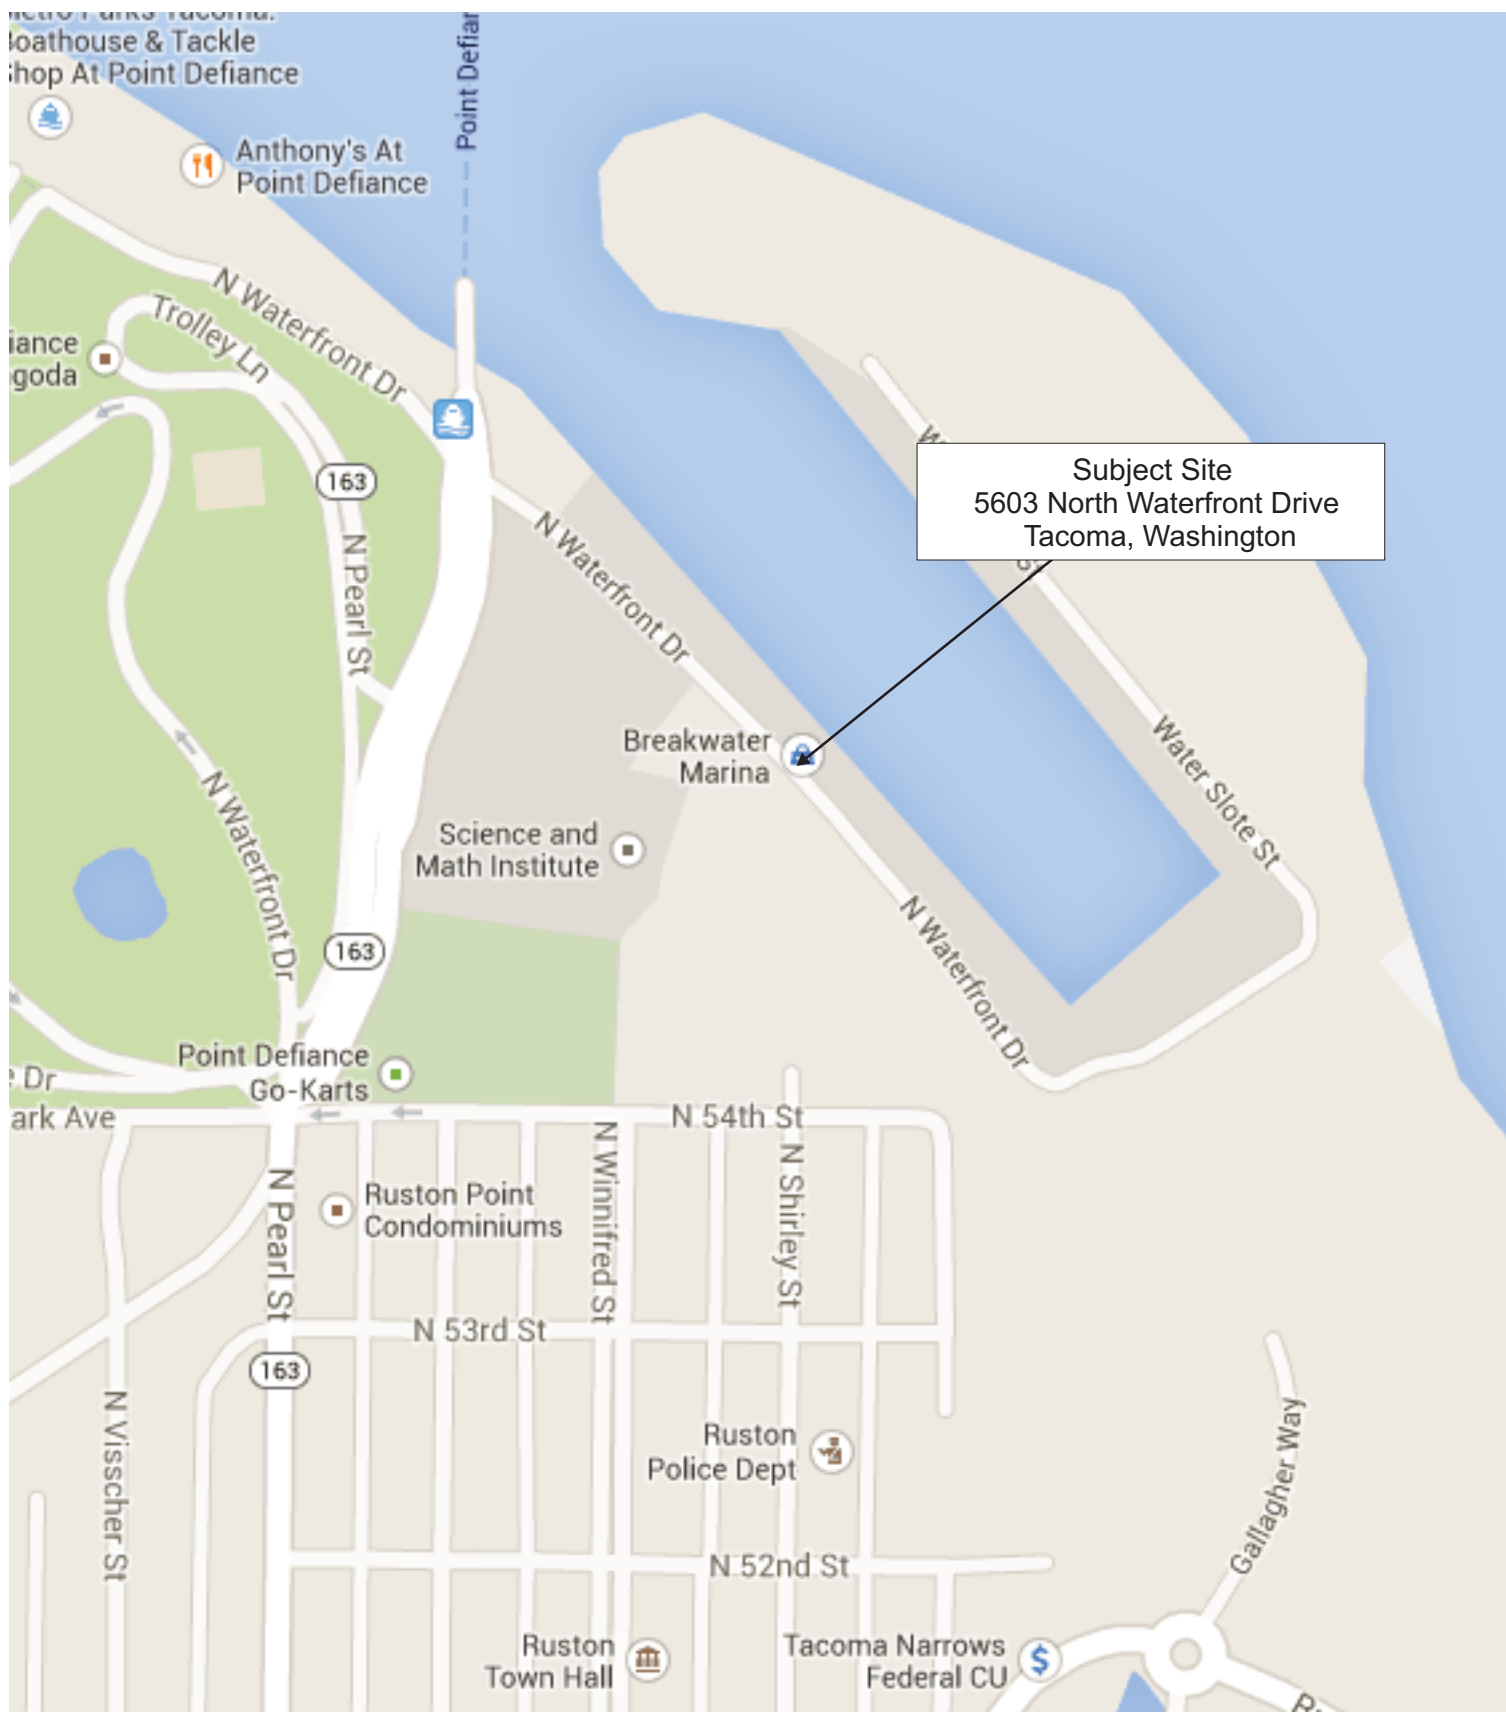 Boathouse & Tackle
Shop At Point Defiance
Anthony's At
Point Defiance
Point
N Waterfront Dr
Trolley Ln
163
N Pearl St
N Waterfront Dr
Subject Site
5603 North Waterfront Drive
Tacoma, Washington
Breakwater
Marina
Water Slote St
Science and
Math Institute
N Waterfront Dr
N Waterfront Dr
163
Point Defiance
Go-Karts
Dr
Ave
N 54th St
N Pearl St
Ruston Point
Condominiums
N Winnifred St
N Shirley St
N 53rd St
163
N Visscher St
Ruston
Police Dept
Gallagher Way
N 52nd St
Ruston
Town Hall
Tacoma Narrows
Federal CU
$